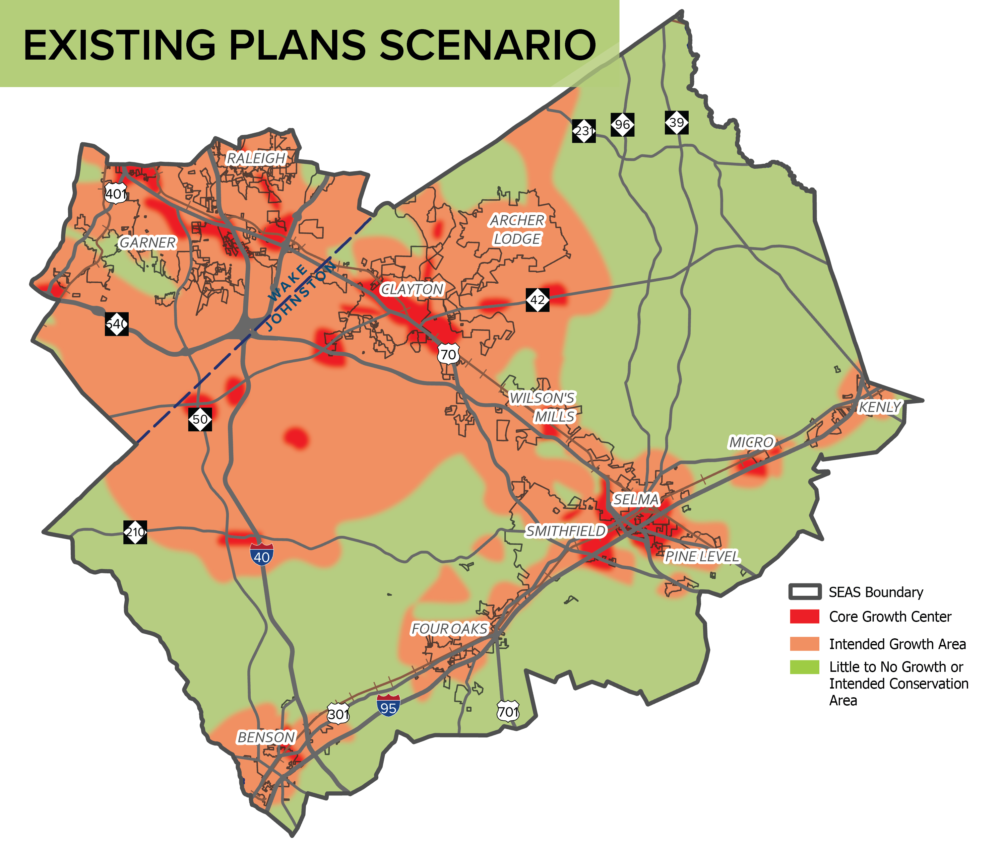 EXISTING PLANS SCENARIO
231
96
39
RALEIGH
401
ARCHER
LODGE
GARNER
WAKE
JOHNSTON
CLAYTON
42
540
70
WILSON'S
MILLS
50
KENLY
MICRO
SELMA
210
SMITHFIELD
40
PINE LEVEL
FOUR OAKS
95
301
701
BENSON
SEAS Boundary
Core Growth Center
Intended Growth Area
Little to No Growth or
Intended Conservation
Area